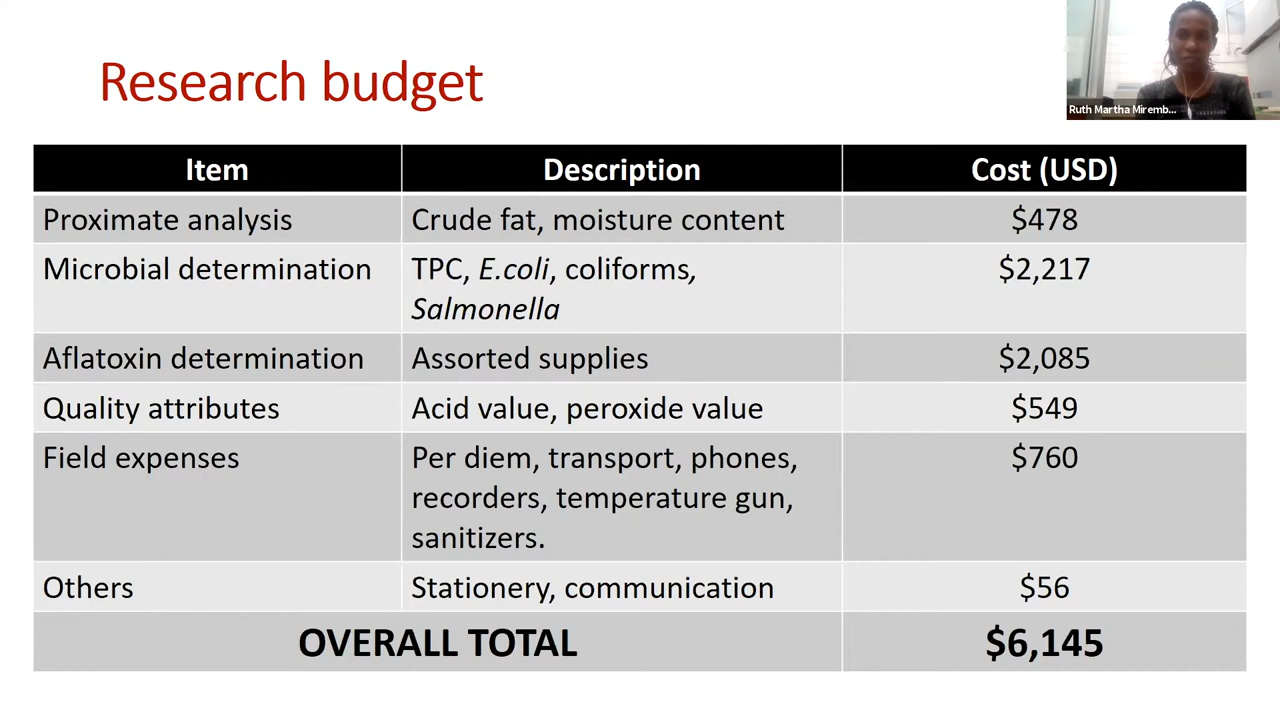 Research budget
Ruth Martha Miremb...
Item Description Cost (USD)
Proximate analysis Crude fat, moisture content $478
Microbial determination TPC, E.coli, coliforms, $2,217
Salmonella
Aflatoxin determination Assorted supplies $2,085
Quality attributes Acid value, peroxide value $549
Field expenses Per diem, transport, phones, $760
recorders, temperature gun,
sanitizers.
Others Stationery, communication $56
OVERALL TOTAL $6,145